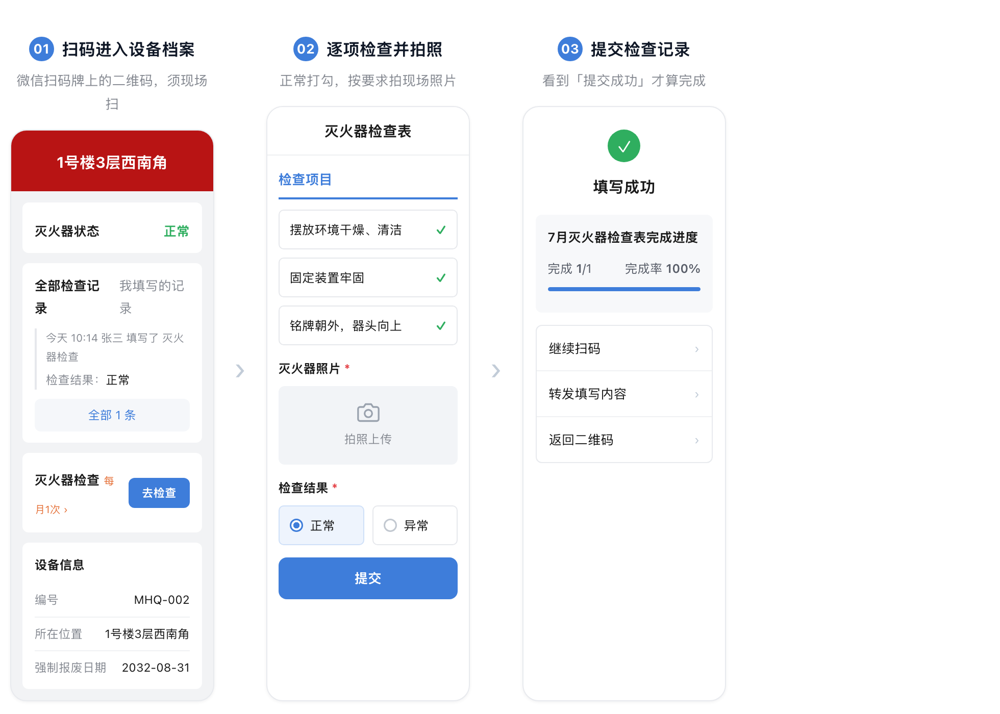 01 扫码进入设备档案
微信扫码牌上的二维码，须现场
扫
1号楼3层西南角
灭火器状态 正常
全部检查记 我填写的记
录 录
今天 10:14 张三 填写了 灭火
器检查
检查结果：正常
全部 1 条
灭火器检查 每
月1次 ›
去检查
设备信息
编号 MHQ-002
所在位置 1号楼3层西南角
强制报废日期 2032-08-31
02 逐项检查并拍照
正常打勾，按要求拍现场照片
灭火器检查表
检查项目
摆放环境干燥、清洁
固定装置牢固
铭牌朝外，器头向上
灭火器照片 *
拍照上传
检查结果 *
正常 异常
提交
03 提交检查记录
看到「提交成功」才算完成
填写成功
7月灭火器检查表完成进度
完成 1/1 完成率 100%
继续扫码 ›
转发填写内容 ›
返回二维码 ›